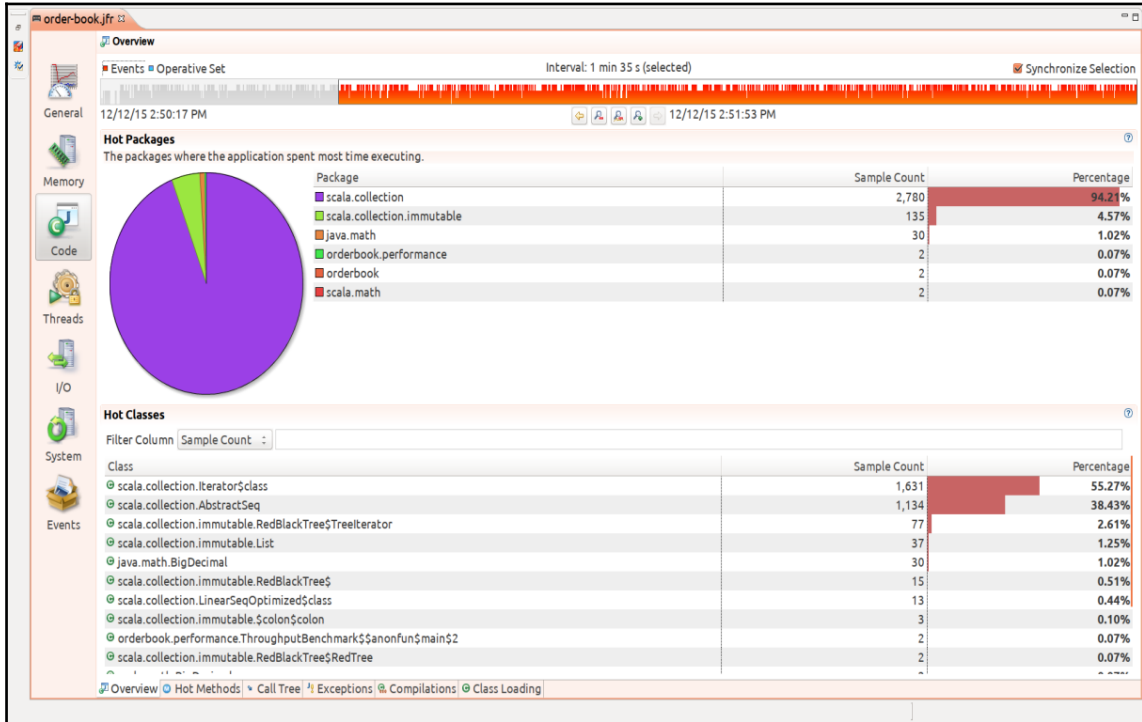 order-book.jfr
Overview
Events Operative Set Interval: 1 min 35 s (selected) Synchronize Selection
12/12/15 2:50:17 PM 12/12/15 2:51:53 PM
General
Memory
Code
Threads
I/O
System
Events
Hot Packages
The packages where the application spent most time executing.
Package Sample Count Percentage
scala.collection 2,780 94.21%
scala.collection.immutable 135 4.57%
java.math 30 1.02%
orderbook.performance 2 0.07%
orderbook 2 0.07%
scala.math 2 0.07%
Hot Classes
Filter Column Sample Count
Class Sample Count Percentage
scala.collection.Iterator$class 1,631 55.27%
scala.collection.AbstractSeq 1,134 38.43%
scala.collection.immutable.RedBlackTree$TreeIterator 77 2.61%
scala.collection.immutable.List 37 1.25%
java.math.BigDecimal 30 1.02%
scala.collection.immutable.RedBlackTree$ 15 0.51%
scala.collection.LinearSeqOptimized$class 13 0.44%
scala.collection.immutable.$colon$colon 3 0.10%
orderbook.performance.ThroughputBenchmark$$anonfun$main$2 2 0.07%
scala.collection.immutable.RedBlackTree$RedTree 2 0.07%
Overview Hot Methods Call Tree Exceptions Compilations Class Loading